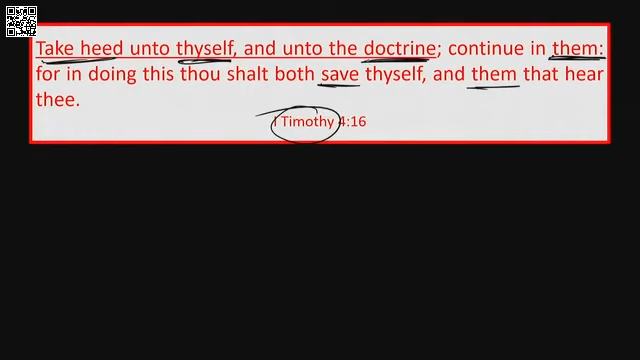 Take heed unto thyself, and unto the doctrine; continue in them:
for in doing this thou shalt both save thyself, and them that hear
thee.
I Timothy 4:16